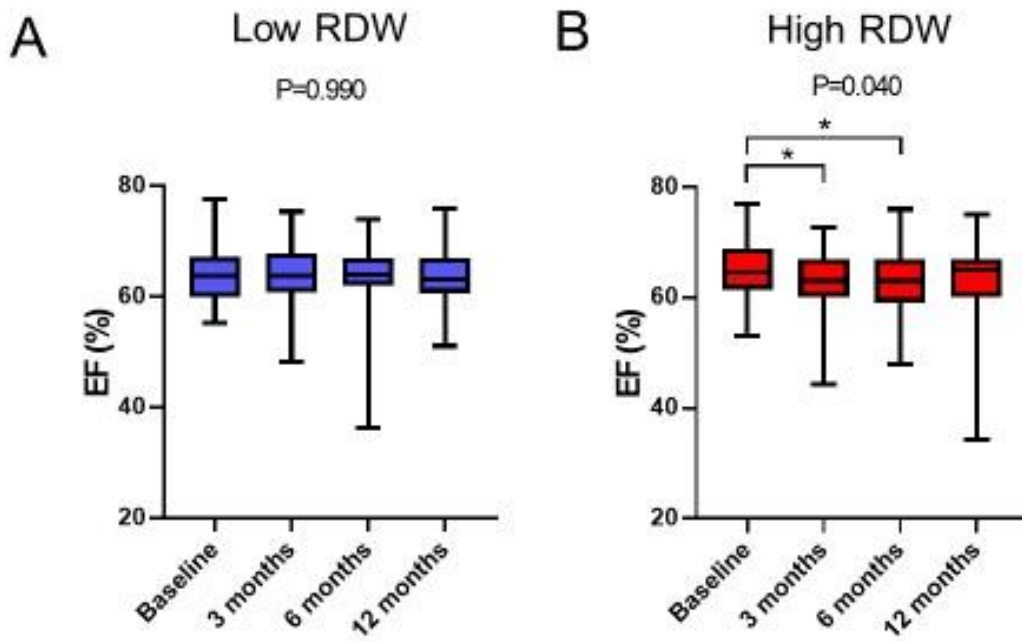 A
Low RDW
P=0.990
EF (%)
80
60
40
20
Baseline
3 months
6 months
12 months
B
High RDW
P=0.040
*
*
EF (%)
80
60
40
20
Baseline
3 months
6 months
12 months